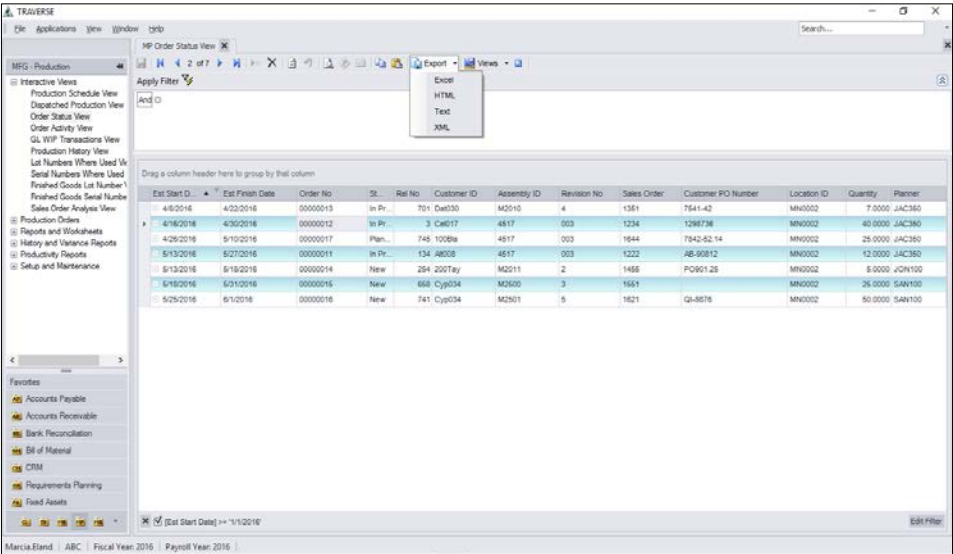 TRAVERSE
File Applications View Window Help
Search...
MP Order Status View
MFG - Production
2 of 7
Export
Views
Excel
HTML
Text
XML
Apply Filter
And
Interactive Views
Production Schedule View
Dispatched Production View
Order Status View
Order Activity View
GL WIP Transactions View
Production History View
Lot Numbers Where Used Vie
Serial Numbers Where Used
Finished Goods Lot Number V
Finished Goods Serial Numbe
Sales Order Analysis View
Production Orders
Reports and Worksheets
History and Variance Reports
Productivity Reports
Setup and Maintenance
Drag a column header here to group by that column
Est Start D... Est Finish Date Order No St... Rel No Customer ID Assembly ID Revision No Sales Order Customer PO Number Location ID Quantity Planner
4/8/2016 4/22/2016 00000013 In Pr... 701 Dat030 M2010 4 1351 7541-42 MN0002 7.0000 JAC350
4/16/2016 4/30/2016 00000012 In Pr... 3 Cel017 4517 003 1234 1298736 MN0002 40.0000 JAC350
4/26/2016 5/10/2016 00000017 Plan... 745 100Bla 4517 003 1644 7842-52.14 MN0002 25.0000 JAC350
5/13/2016 5/27/2016 00000011 In Pr... 134 Atl008 4517 003 1222 AB-90812 MN0002 12.0000 JAC350
5/13/2016 5/18/2016 00000014 New 254 200Tay M2011 2 1456 PO901.25 MN0002 5.0000 JON100
5/18/2016 5/31/2016 00000015 New 658 Cyp034 M2500 3 1551 MN0002 25.0000 SAN100
5/25/2016 6/1/2016 00000016 New 741 Cyp034 M2501 5 1621 QI-8676 MN0002 50.0000 SAN100
Favorites
Accounts Payable
Accounts Receivable
Bank Reconciliation
Bill of Material
CRM
Requirements Planning
Fixed Assets
[Est Start Date] >= '1/1/2016'
Edit Filter
Marcia.Eland ABC Fiscal Year: 2016 Payroll Year: 2016